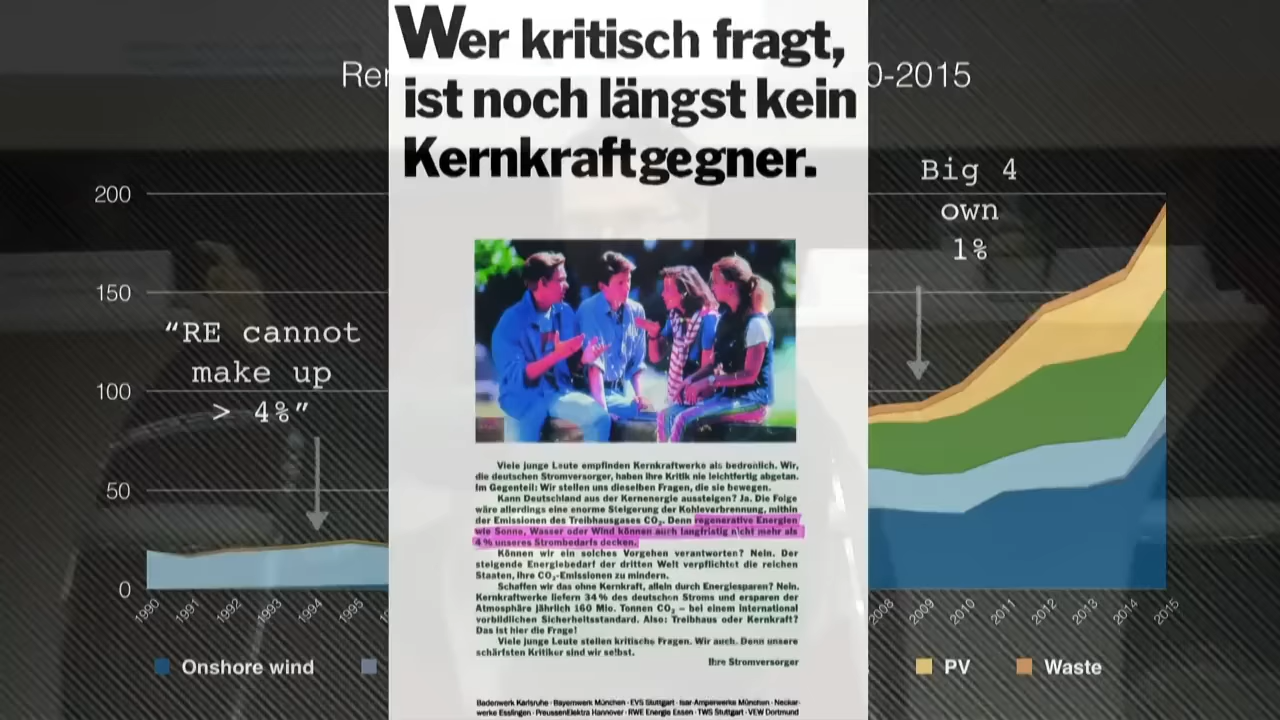 Wer kritisch fragt,
ist noch längst kein
Kernkraftgegner.
Ren
0-2015
200
150
100
50
0
"RE cannot
make up
> 4%"
Big 4
own
1%
Viele junge Leute empfinden Kernkraftwerke als bedrohlich. Wir,
die deutschen Stromversorger, haben ihre Kritik nie leichtfertig abgetan.
Im Gegenteil: Wir stellen uns dieselben Fragen, die sie bewegen.
Kann Deutschland aus der Kernenergie aussteigen? Ja. Die Folge
wäre allerdings eine enorme Steigerung der Kohleverbrennung, mithin
der Emissionen des Treibhausgases CO₂. Denn regenerative Energien
wie Sonne, Wasser oder Wind können auch langfristig nicht mehr als
4% unseres Strombedarfs decken.
Können wir ein solches Vorgehen verantworten? Nein. Der
steigende Energiebedarf der dritten Welt verpflichtet die reichen
Staaten, ihre CO₂-Emissionen zu mindern.
Schaffen wir das ohne Kernkraft, allein durch Energiesparen? Nein.
Kernkraftwerke liefern 34% des deutschen Stroms und ersparen der
Atmosphäre jährlich 160 Mio. Tonnen CO₂ – bei einem international
vorbildlichen Sicherheitsstandard. Also: Treibhaus oder Kernkraft?
Das ist hier die Frage!
Viele junge Leute stellen kritische Fragen. Wir auch. Denn unsere
schärfsten Kritiker sind wir selbst.
Ihre Stromversorger
Badenwerk Karlsruhe · Bayernwerk München · EVS Stuttgart · Isar-Amperwerke München · Neckar-
werke Esslingen · PreussenElektra Hannover · RWE Energie Essen · TWS Stuttgart · VEW Dortmund
1990 1991 1992 1993 1994 1995
2008 2009 2010 2011 2012 2013 2014 2015
Onshore wind
PV
Waste